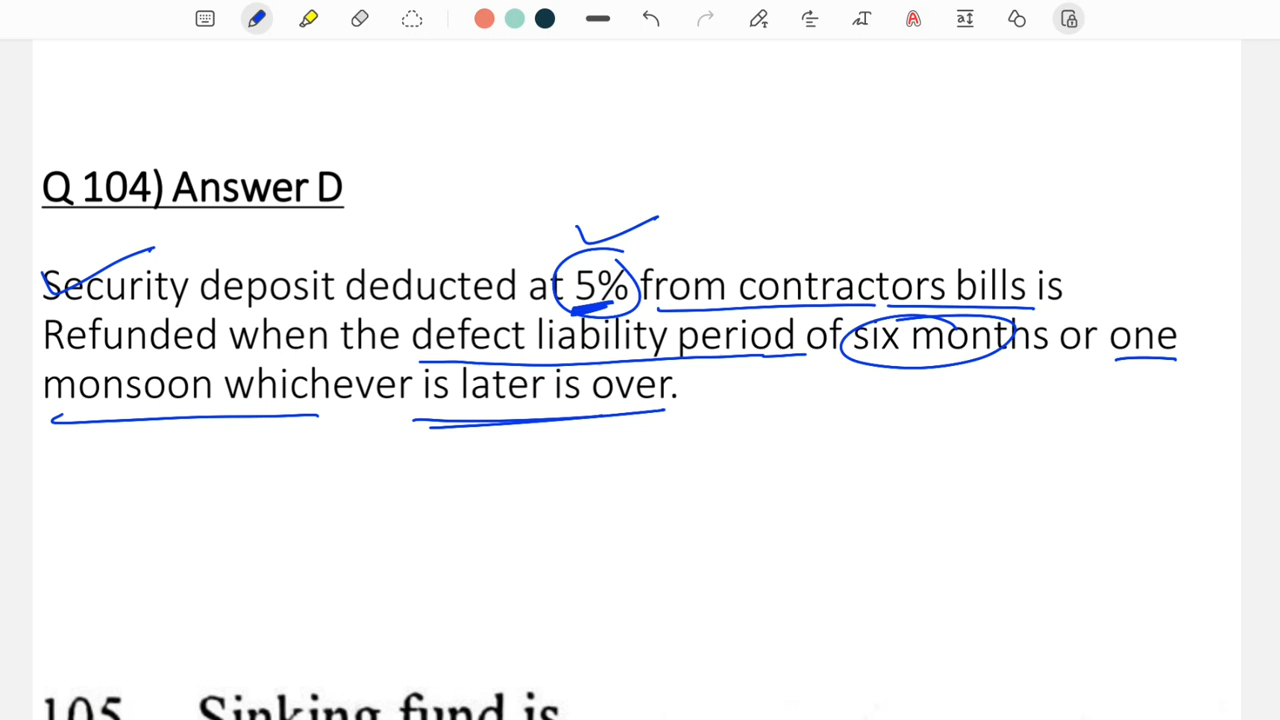 Q 104) Answer D
Security deposit deducted at 5% from contractors bills is
Refunded when the defect liability period of six months or one
monsoon whichever is later is over.
105 Sinking fund is